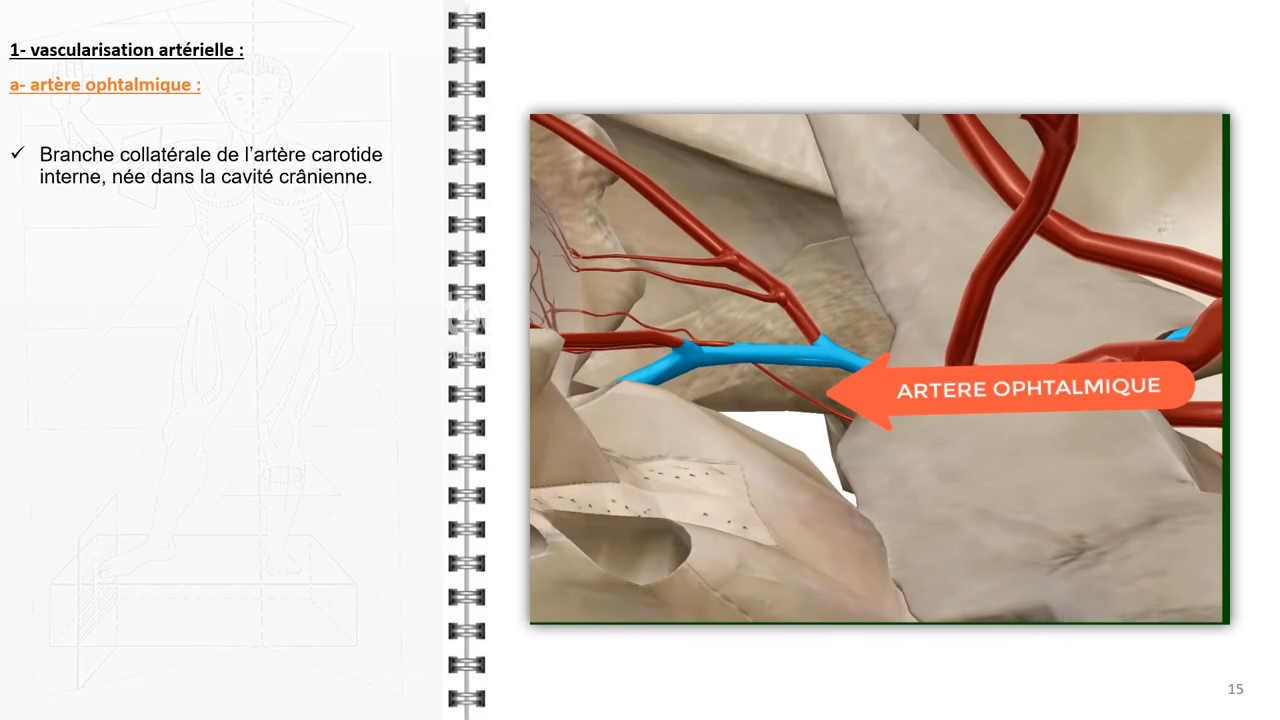 1- vascularisation artérielle :
a- artère ophtalmique :
✓ Branche collatérale de l’artère carotide
interne, née dans la cavité crânienne.
ARTERE OPHTALMIQUE
15